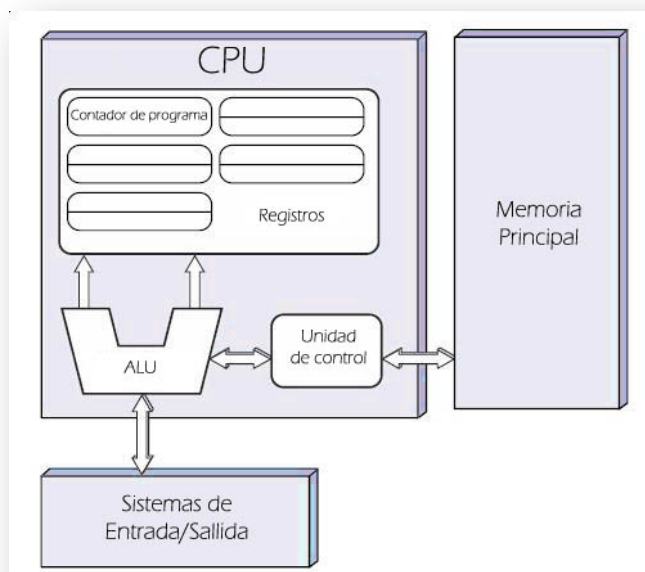 CPU
Contador de programa
Registros
ALU
Unidad
de control
Memoria
Principal
Sistemas de
Entrada/Sallida